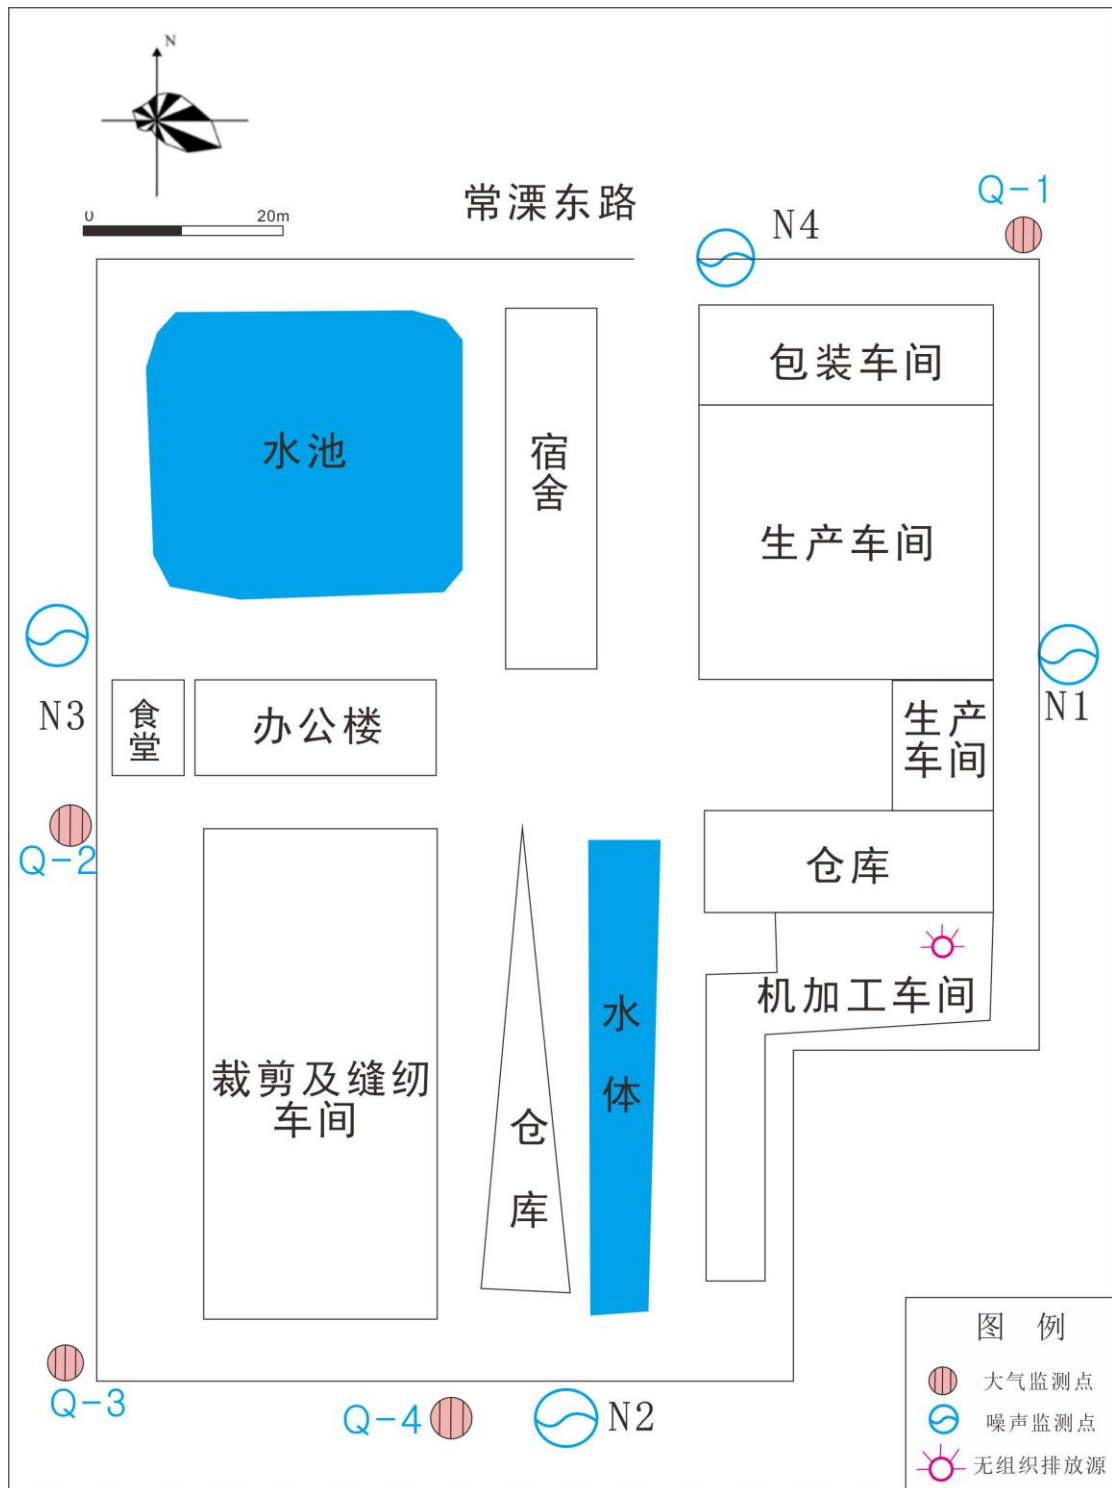 N
0 20m
常溧东路
Q-1
N4
包装车间
水池
宿舍
生产车间
N3
N1
食堂
办公楼
生产
车间
Q-2
仓库
机加工车间
水体
裁剪及缝纫
车间
仓库
Q-3
Q-4
N2
图 例
大气监测点
噪声监测点
无组织排放源